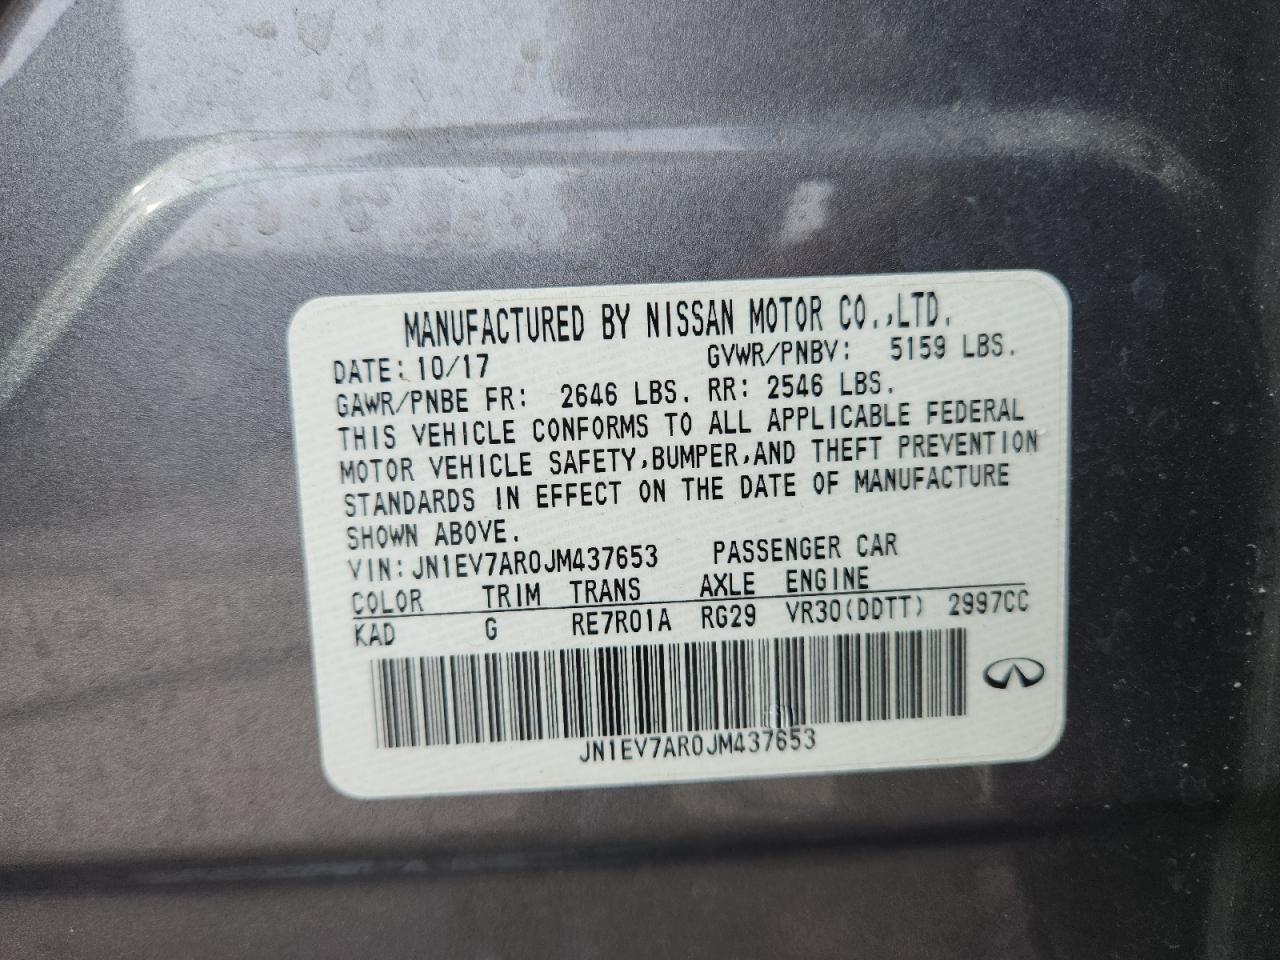 MANUFACTURED BY NISSAN MOTOR CO.,LTD.
DATE: 10/17 GVWR/PNBV: 5159 LBS.
GAWR/PNBE FR: 2646 LBS. RR: 2546 LBS.
THIS VEHICLE CONFORMS TO ALL APPLICABLE FEDERAL
MOTOR VEHICLE SAFETY,BUMPER,AND THEFT PREVENTION
STANDARDS IN EFFECT ON THE DATE OF MANUFACTURE
SHOWN ABOVE.
VIN: JN1EV7AR0JM437653 PASSENGER CAR
COLOR TRIM TRANS AXLE ENGINE
KAD G RE7R01A RG29 VR30(DDTT) 2997CC
JN1EV7AR0JM437653